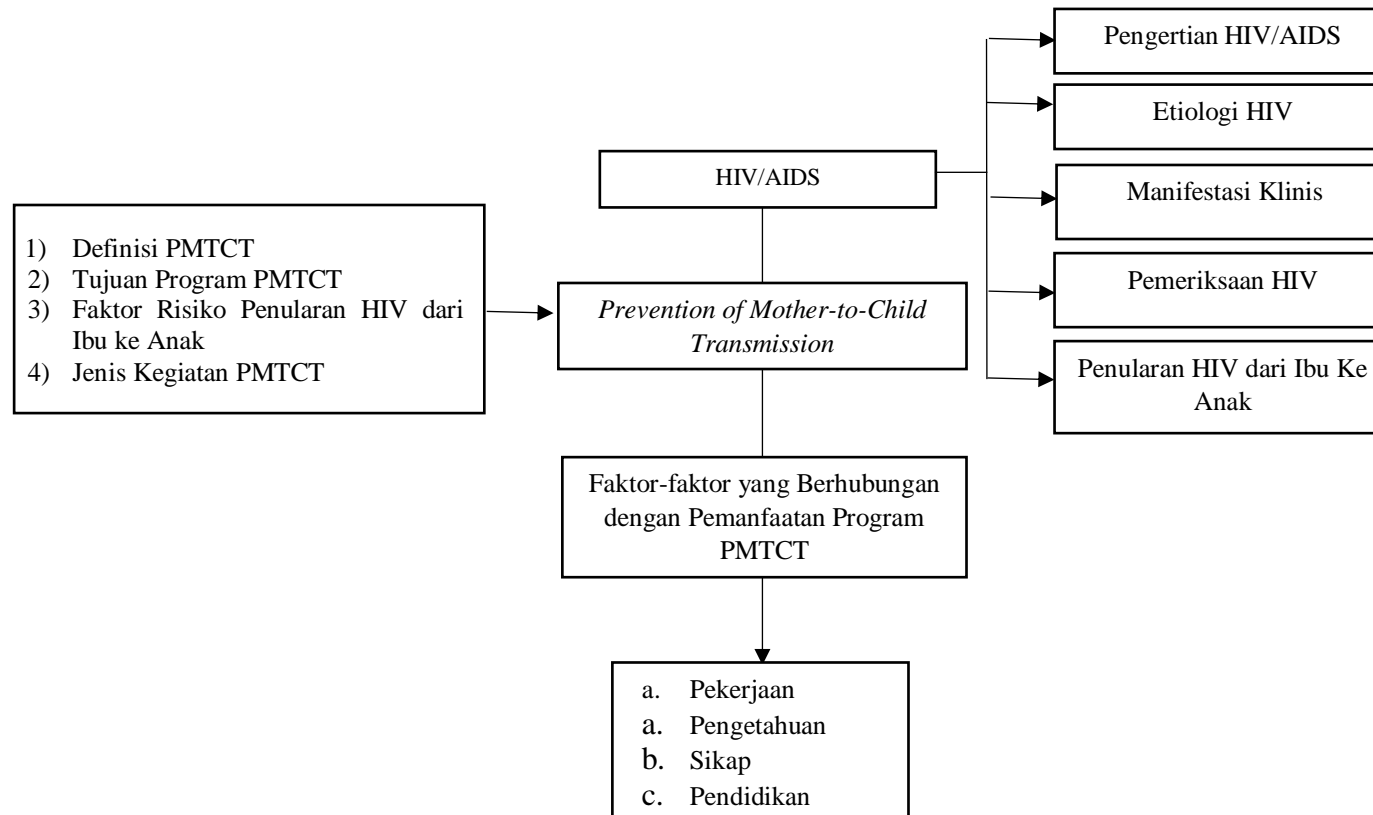 Pengertian HIV/AIDS
Etiologi HIV
HIV/AIDS
Manifestasi Klinis
1) Definisi PMTCT
2) Tujuan Program PMTCT
3) Faktor Risiko Penularan HIV dari
Ibu ke Anak
4) Jenis Kegiatan PMTCT
Prevention of Mother-to-Child
Transmission
Pemeriksaan HIV
Penularan HIV dari Ibu Ke
Anak
Faktor-faktor yang Berhubungan
dengan Pemanfaatan Program
PMTCT
a. Pekerjaan
a. Pengetahuan
b. Sikap
c. Pendidikan